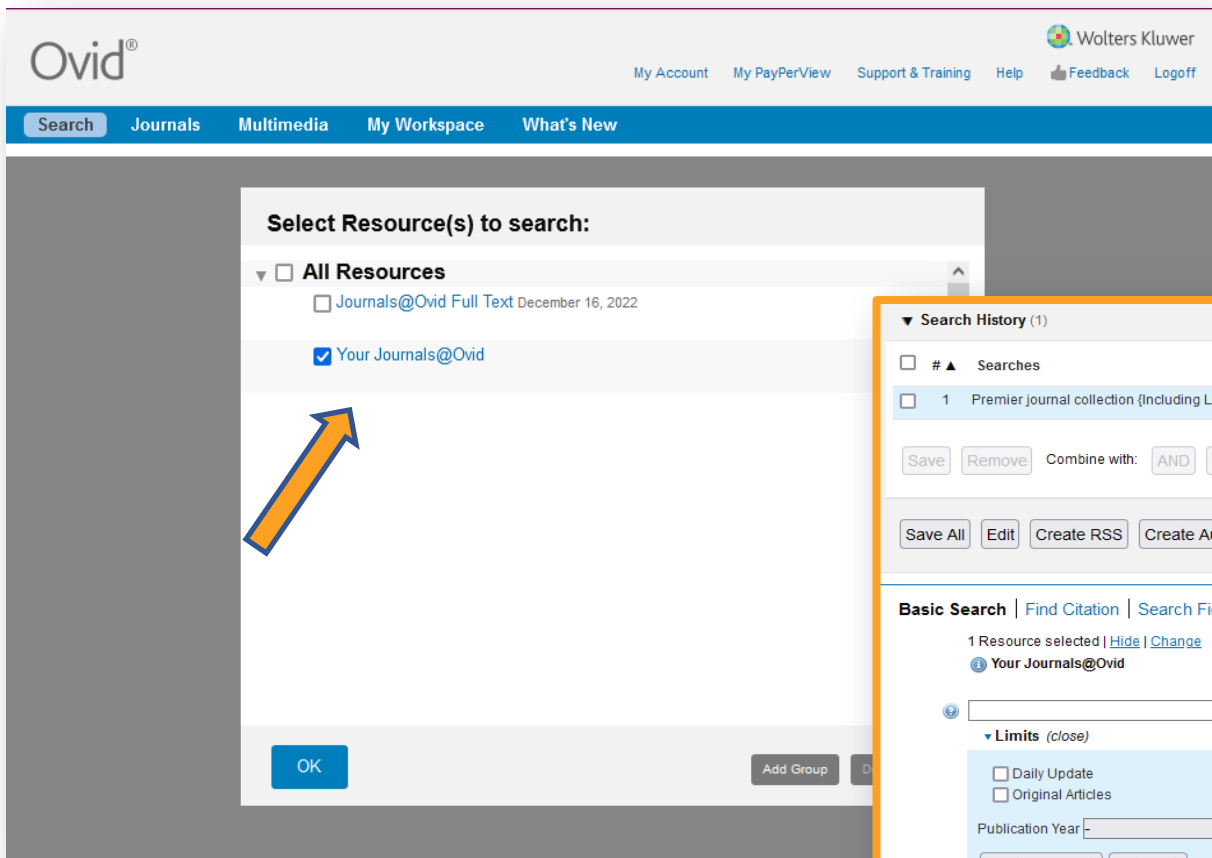 Ovid®
Wolters Kluwer
My Account My PayPerView Support & Training Help Feedback Logoff
Search Journals Multimedia My Workspace What's New
Select Resource(s) to search:
All Resources
Journals@Ovid Full Text December 16, 2022
Your Journals@Ovid
OK
Add Group
Search History (1)
# ▲ Searches
1 Premier journal collection {Including L
Save Remove Combine with: AND
Save All Edit Create RSS Create Au
Basic Search | Find Citation | Search Fi
1 Resource selected | Hide | Change
Your Journals@Ovid
Limits (close)
Daily Update
Original Articles
Publication Year -